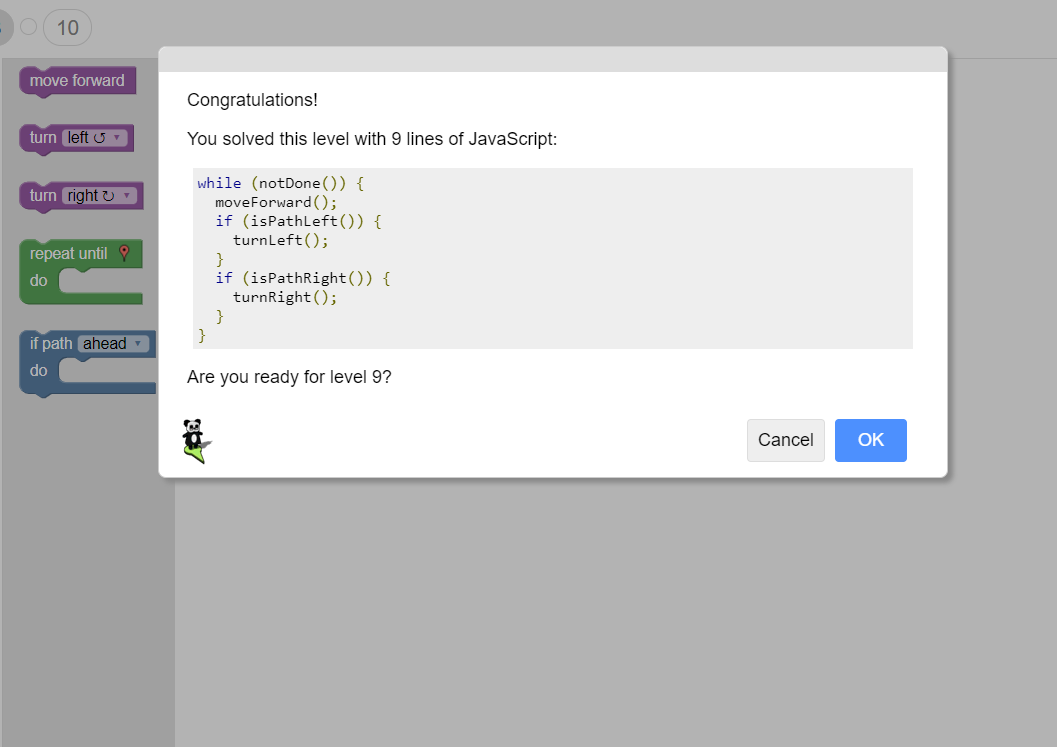 10
move forward
turn left ↺ ▾
turn right ↻ ▾
repeat until
do
if path ahead ▾
do
Congratulations!
You solved this level with 9 lines of JavaScript:
while (notDone()) {
  moveForward();
  if (isPathLeft()) {
    turnLeft();
  }
  if (isPathRight()) {
    turnRight();
  }
}
Are you ready for level 9?
Cancel OK